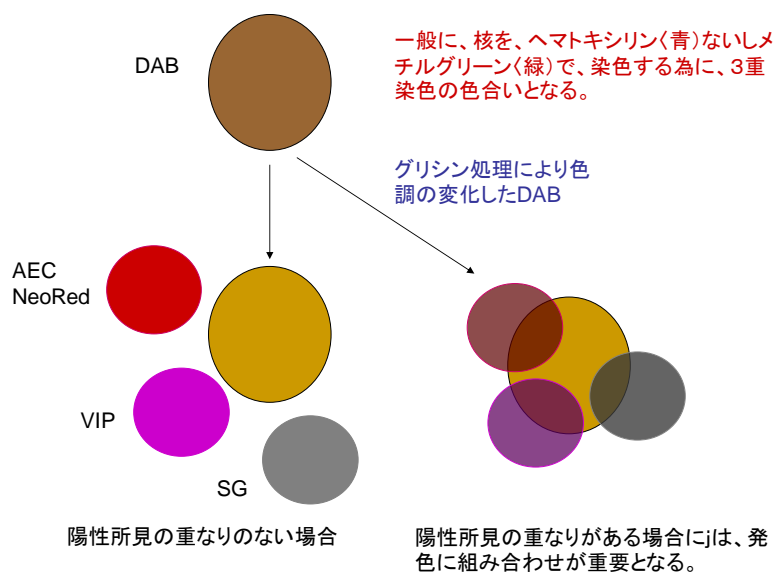 DAB
一般に、核を、ヘマトキシリン〈青〉ないしメ
チルグリーン〈緑〉で、染色する為に、３重
染色の色合いとなる。
グリシン処理により色
調の変化したDAB
AEC
NeoRed
VIP
SG
陽性所見の重なりのない場合
陽性所見の重なりがある場合にjは、発
色に組み合わせが重要となる。